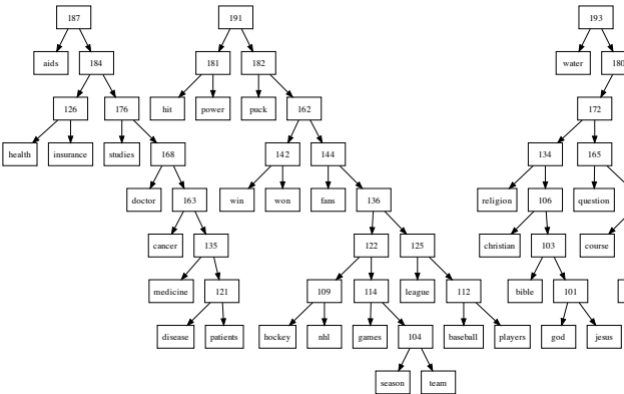 187 191 193
aids 184 181 182 water 180
126 176 hit power puck 162 172
health insurance studies 168 142 144 134 165
doctor 163 win won fans 136 religion 106 question
cancer 135 122 125 christian 103 course
medicine 121 109 114 league 112 bible 101
disease patients hockey nhl games 104 baseball players god jesus
season team